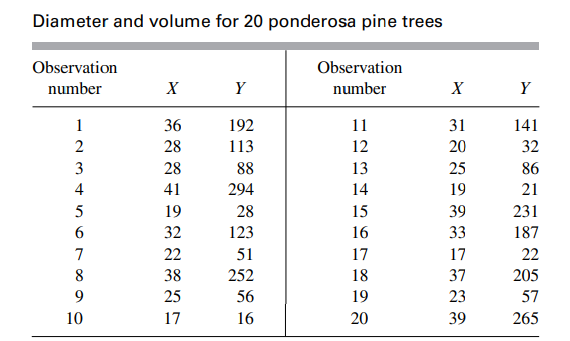 Diameter and volume for 20 ponderosa pine trees
Observation Observation
number X Y number X Y
1 36 192 11 31 141
2 28 113 12 20 32
3 28 88 13 25 86
4 41 294 14 19 21
5 19 28 15 39 231
6 32 123 16 33 187
7 22 51 17 17 22
8 38 252 18 37 205
9 25 56 19 23 57
10 17 16 20 39 265